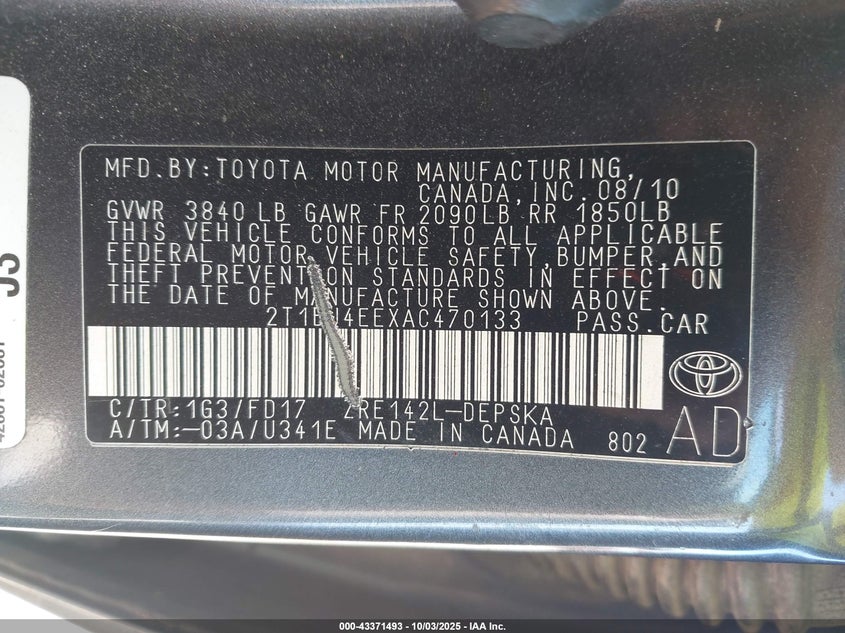 MFD.BY:TOYOTA MOTOR MANUFACTURING,
CANADA,INC. 08/10
GVWR 3840 LB GAWR FR 2090LB RR 1850LB
THIS VEHICLE CONFORMS TO ALL APPLICABLE
FEDERAL MOTOR VEHICLE SAFETY,BUMPER,AND
THEFT PREVENTION STANDARDS IN EFFECT ON
THE DATE OF MANUFACTURE SHOWN ABOVE.
2T1BU4EEXAC470133 PASS.CAR
C/TR:1G3/FD17 ZRE142L-DEPSKA
A/TM:-03A/U341E MADE IN CANADA 802 AD
000-43371493 - 10/03/2025 - IAA Inc.